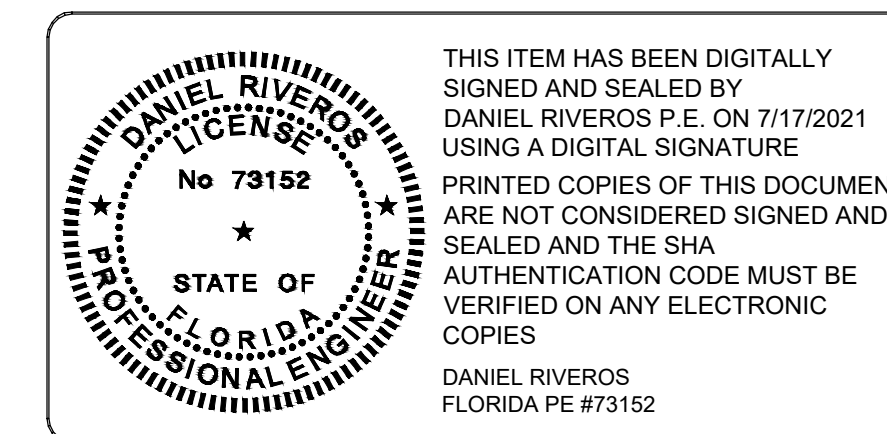 DANIEL RIVEROS
LICENSE
No 73152
STATE OF
FLORIDA
PROFESSIONAL ENGINEER
THIS ITEM HAS BEEN DIGITALLY
SIGNED AND SEALED BY
DANIEL RIVEROS P.E. ON 7/17/2021
USING A DIGITAL SIGNATURE
PRINTED COPIES OF THIS DOCUMEN
ARE NOT CONSIDERED SIGNED AND
SEALED AND THE SHA
AUTHENTICATION CODE MUST BE
VERIFIED ON ANY ELECTRONIC
COPIES
DANIEL RIVEROS
FLORIDA PE #73152